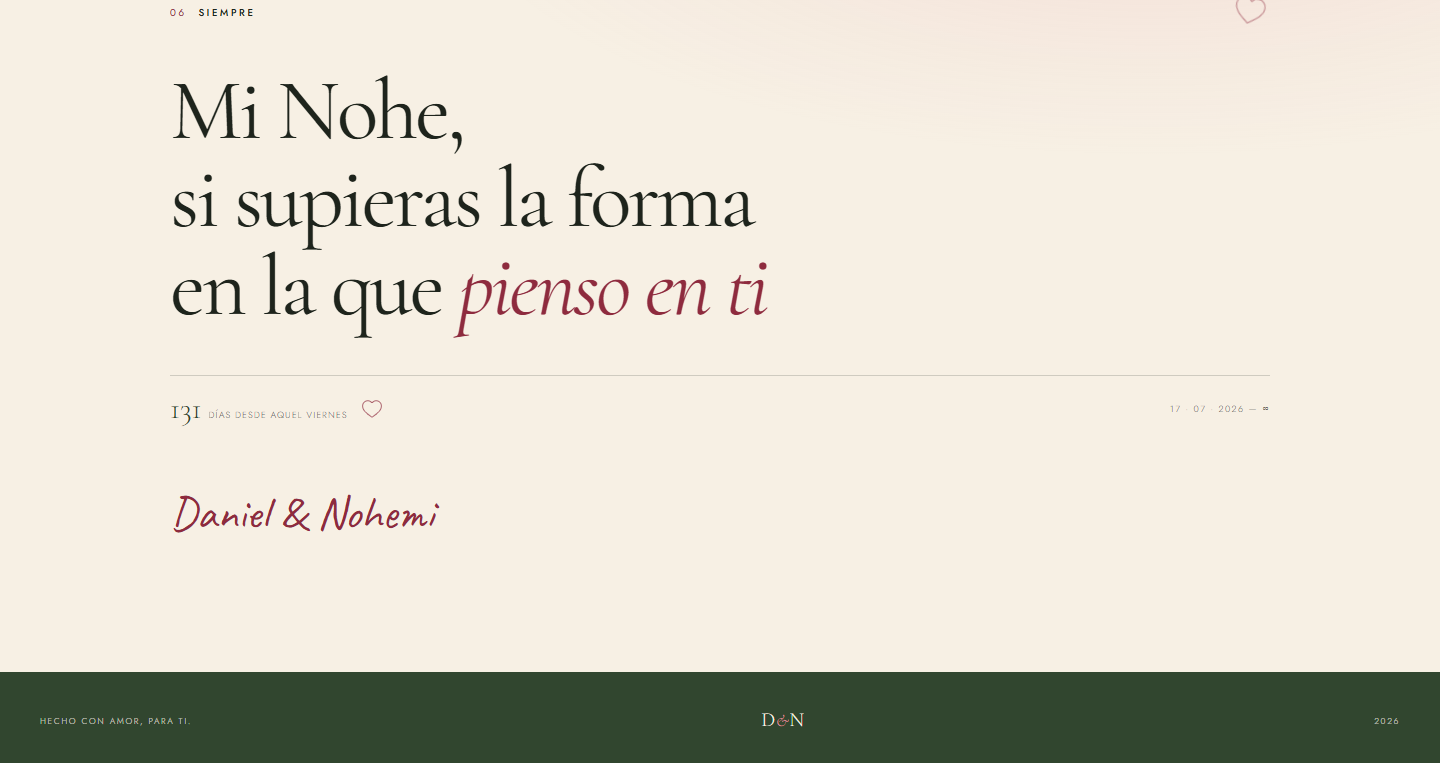 06 SIEMPRE
Mi Nohe,
si supieras la forma
en la que pienso en ti
131 DÍAS DESDE AQUEL VIERNES
17 · 07 · 2026 — ∞
Daniel & Nohemi
HECHO CON AMOR, PARA TI.
D&N
2026